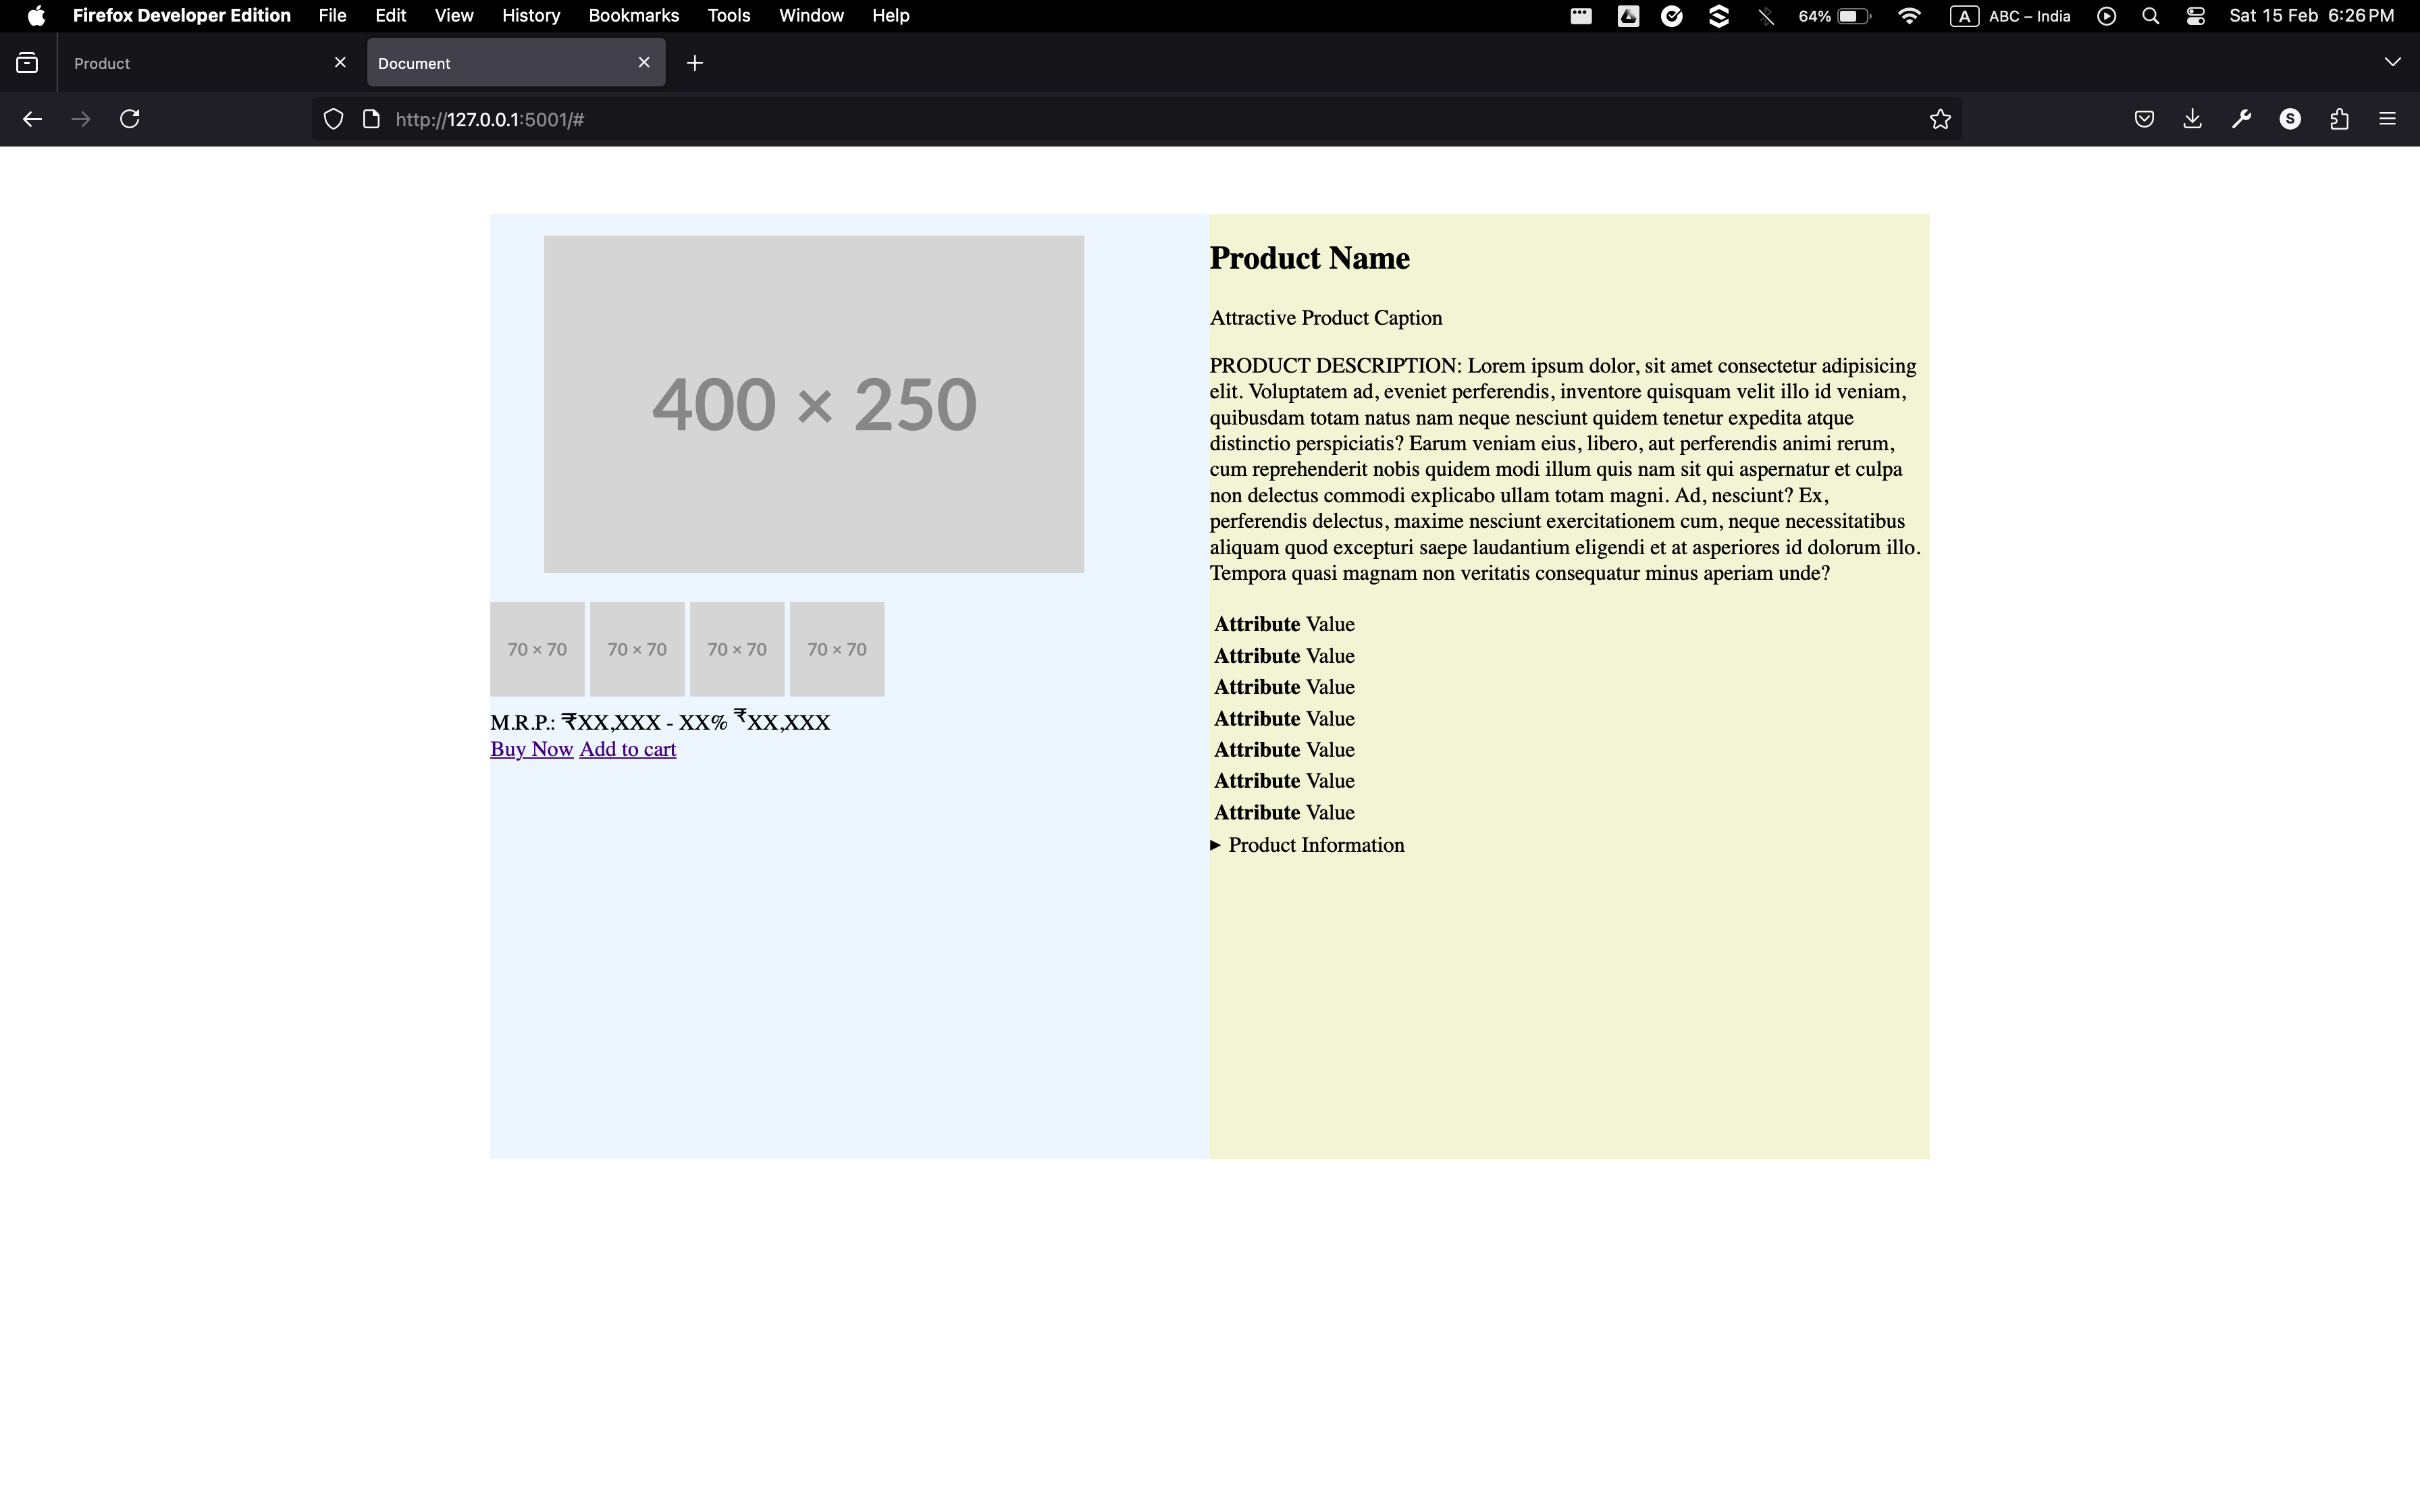 Firefox Developer Edition File Edit View History Bookmarks Tools Window Help 64% A ABC – India Sat 15 Feb 6:26 PM
Product Document
http://127.0.0.1:5001/# S
400 × 250
70 × 70 70 × 70 70 × 70 70 × 70
M.R.P.: ₹XX,XXX - XX% ₹XX,XXX
Buy Now Add to cart
Product Name
Attractive Product Caption
PRODUCT DESCRIPTION: Lorem ipsum dolor, sit amet consectetur adipisicing
elit. Voluptatem ad, eveniet perferendis, inventore quisquam velit illo id veniam,
quibusdam totam natus nam neque nesciunt quidem tenetur expedita atque
distinctio perspiciatis? Earum veniam eius, libero, aut perferendis animi rerum,
cum reprehenderit nobis quidem modi illum quis nam sit qui aspernatur et culpa
non delectus commodi explicabo ullam totam magni. Ad, nesciunt? Ex,
perferendis delectus, maxime nesciunt exercitationem cum, neque necessitatibus
aliquam quod excepturi saepe laudantium eligendi et at asperiores id dolorum illo.
Tempora quasi magnam non veritatis consequatur minus aperiam unde?
Attribute Value
Attribute Value
Attribute Value
Attribute Value
Attribute Value
Attribute Value
Attribute Value
Product Information